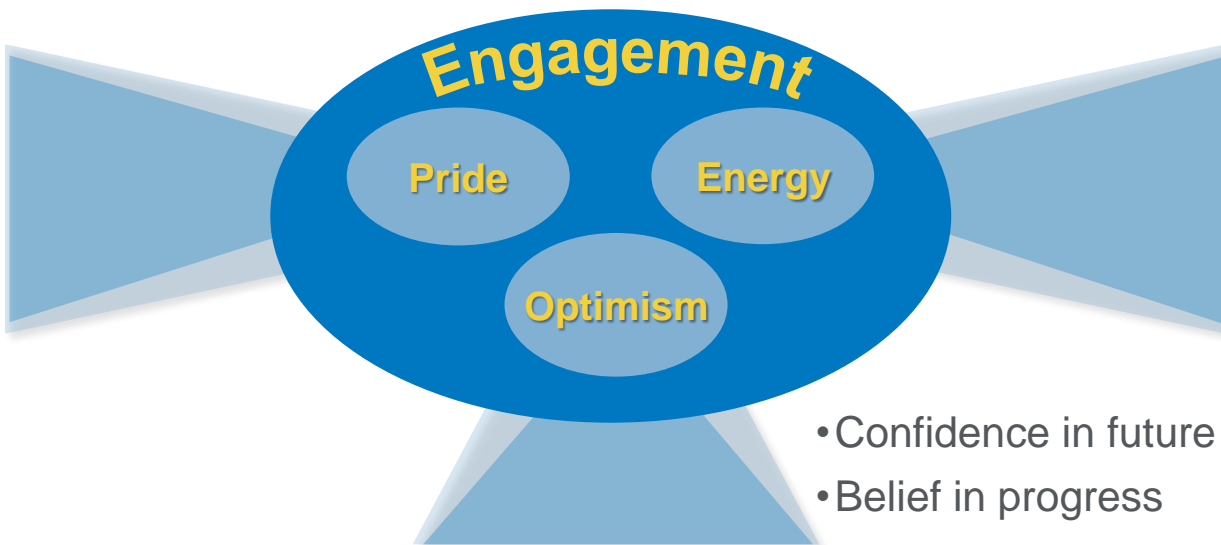 Engagement
Pride
Energy
Optimism
•Confidence in future
•Belief in progress